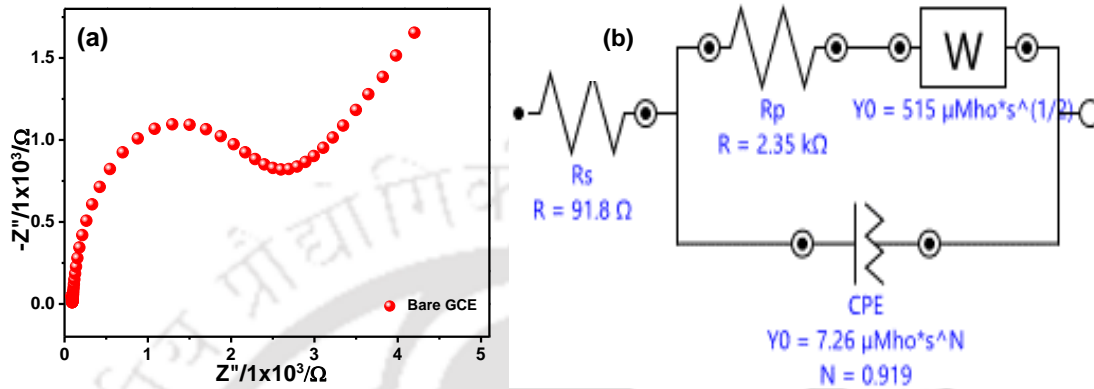 (a)
1.5
1.0
0.5
0.0
-Z"/1x10³/Ω
0
1
2
3
4
5
Z"/1x10³/Ω
Bare GCE
(b)
W
Rp
R = 2.35 kΩ
Y0 = 515 µMho*s^(1/2)
Rs
R = 91.8 Ω
CPE
Y0 = 7.26 µMho*s^N
N = 0.919